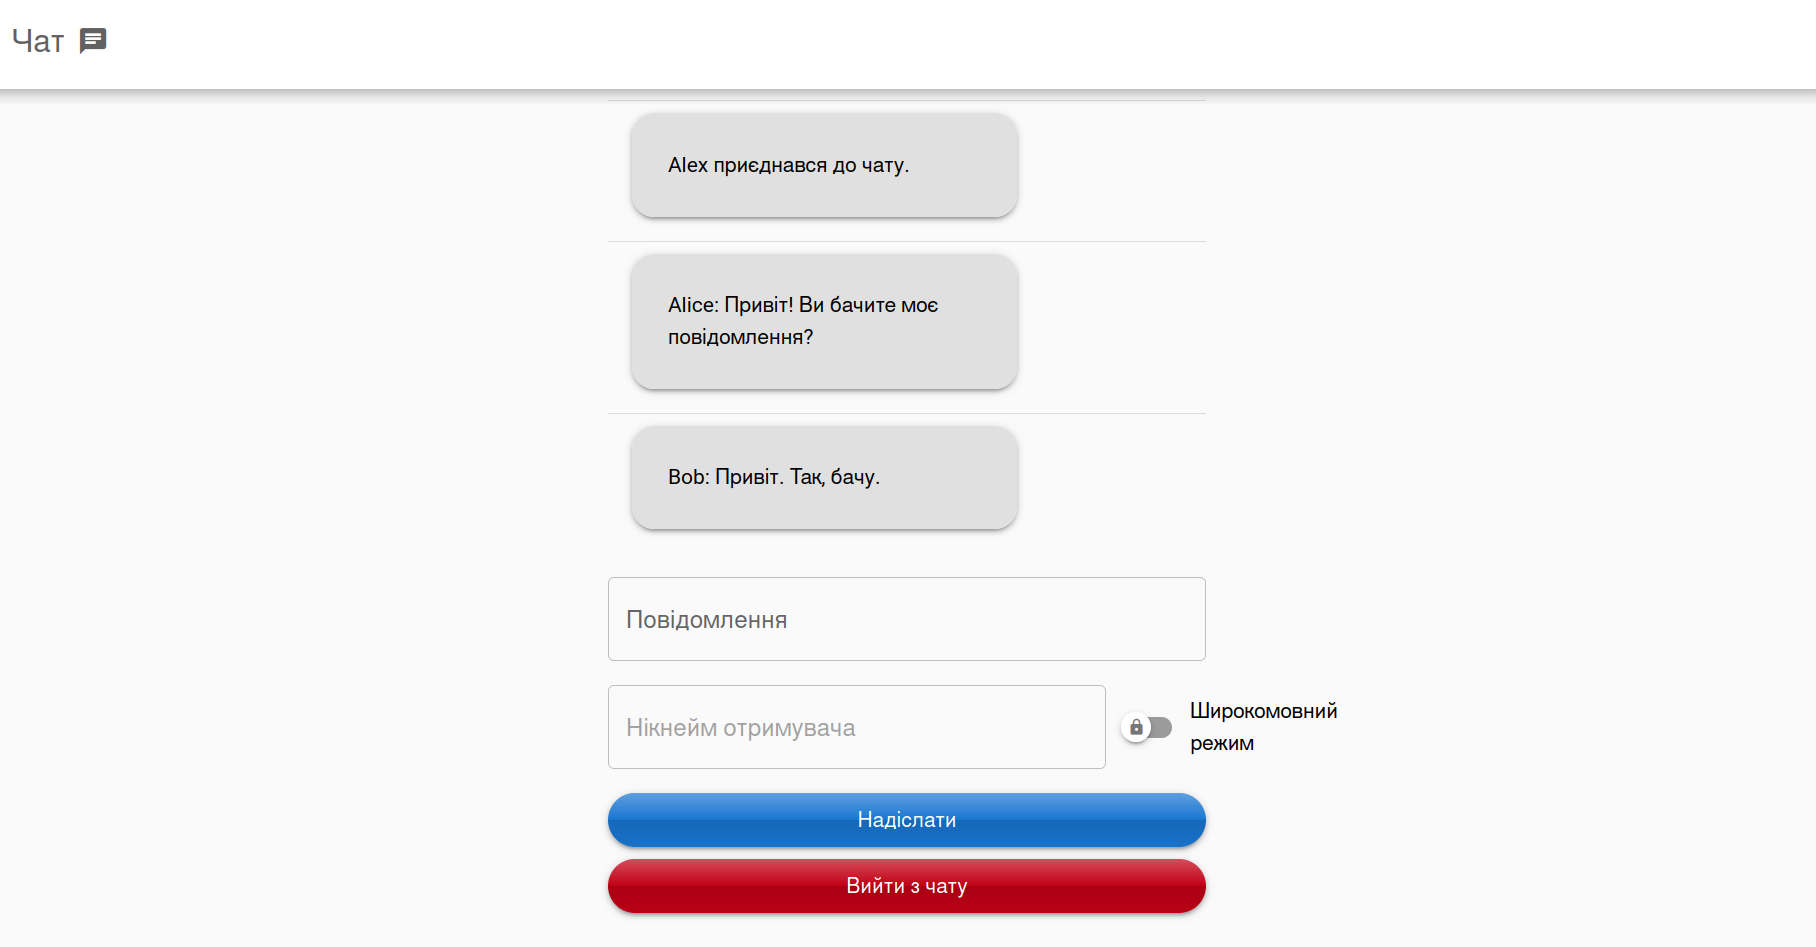 Чат
Alex приєднався до чату.
Alice: Привіт! Ви бачите моє
повідомлення?
Bob: Привіт. Так, бачу.
Повідомлення
Нікнейм отримувача
Широкомовний
режим
Надіслати
Вийти з чату